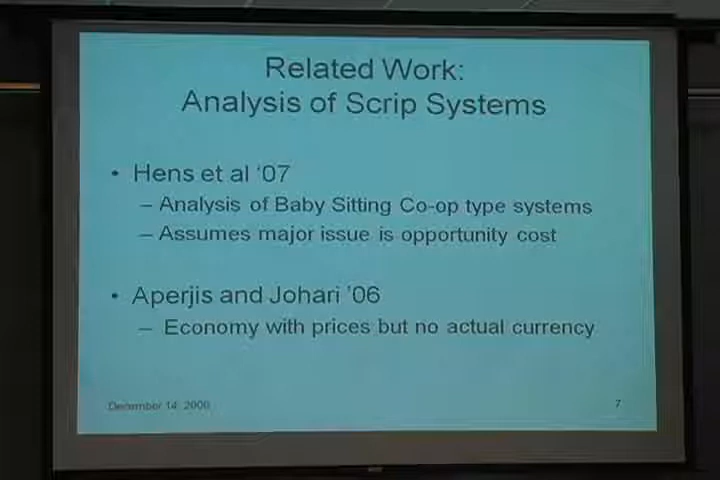 Related Work:
Analysis of Scrip Systems
• Hens et al ‘07
– Analysis of Baby Sitting Co-op type systems
– Assumes major issue is opportunity cost
• Aperjis and Johari ’06
– Economy with prices but no actual currency
December 14,
7